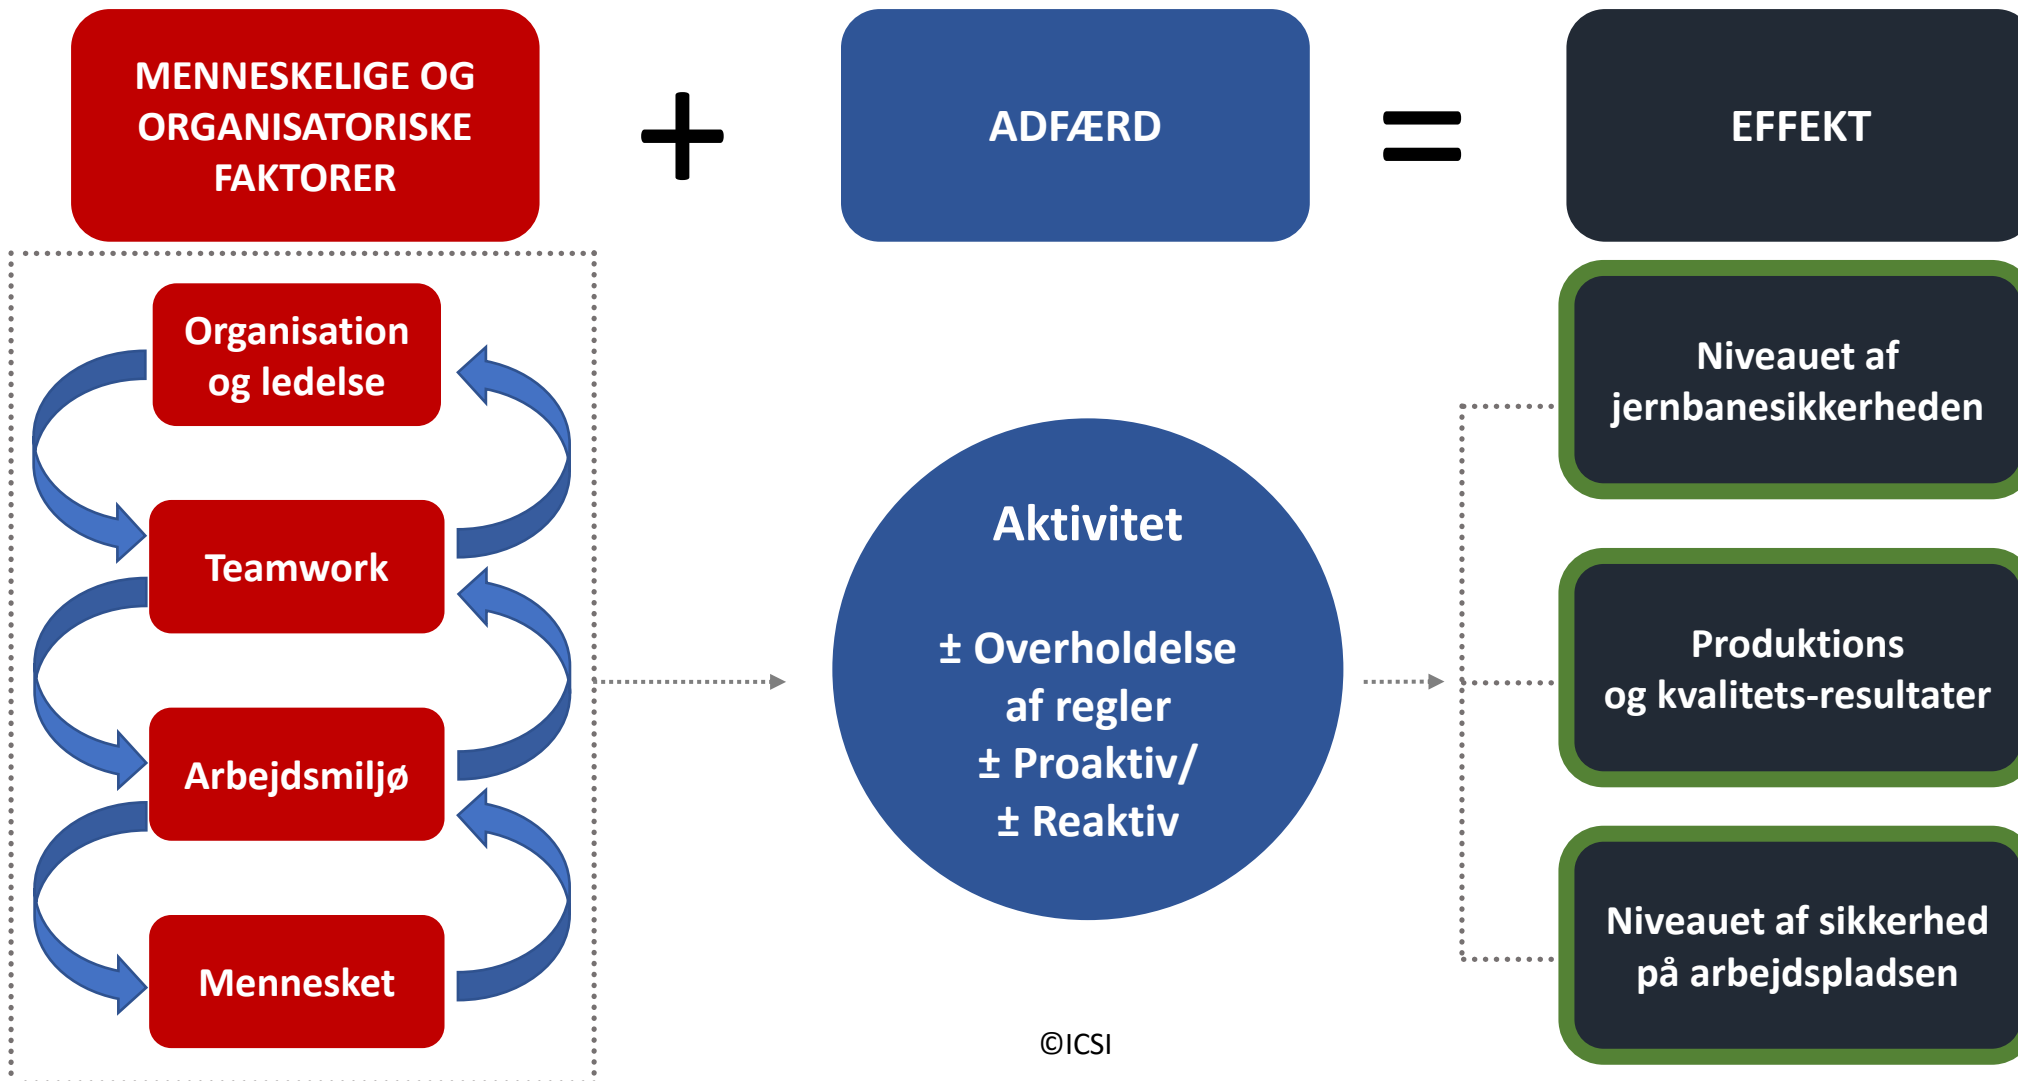 MENNESKELIGE OG
ORGANISATORISKE
FAKTORER
+
ADFÆRD
=
EFFEKT
Organisation
og ledelse
Teamwork
Arbejdsmiljø
Mennesket
Aktivitet
± Overholdelse
af regler
± Proaktiv/
± Reaktiv
Niveauet af
jernbanesikkerheden
Produktions
og kvalitets-resultater
Niveauet af sikkerhed
på arbejdspladsen
©ICSI